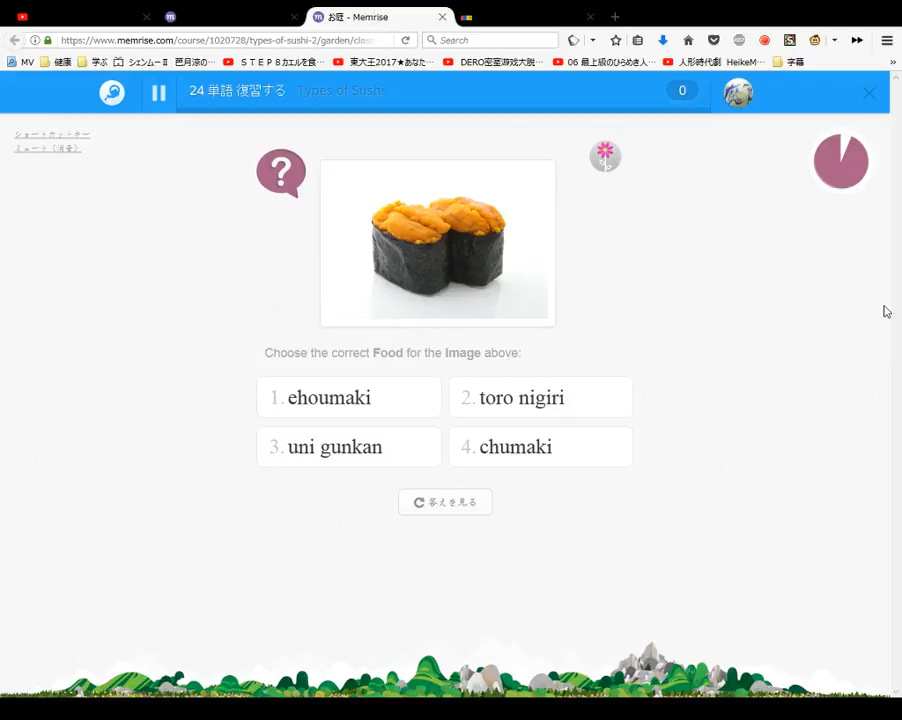 お庭 - Memrise
https://www.memrise.com/course/1020728/types-of-sushi-2/garden/clas
Search
MV
健康
学ぶ
シェンムーⅡ
芭月涼の…
ＳＴＥＰ８カエルを食…
東大王2017★あなた…
DERO密室游戏大脱…
06 最上級のひらめき人…
人形時代劇
HeikeM…
字幕
24 単語 復習する Types of Sushi
0
ショートカットキー
ミュート（消音）
Choose the correct Food for the Image above:
1. ehoumaki
2. toro nigiri
3. uni gunkan
4. chumaki
答えを見る